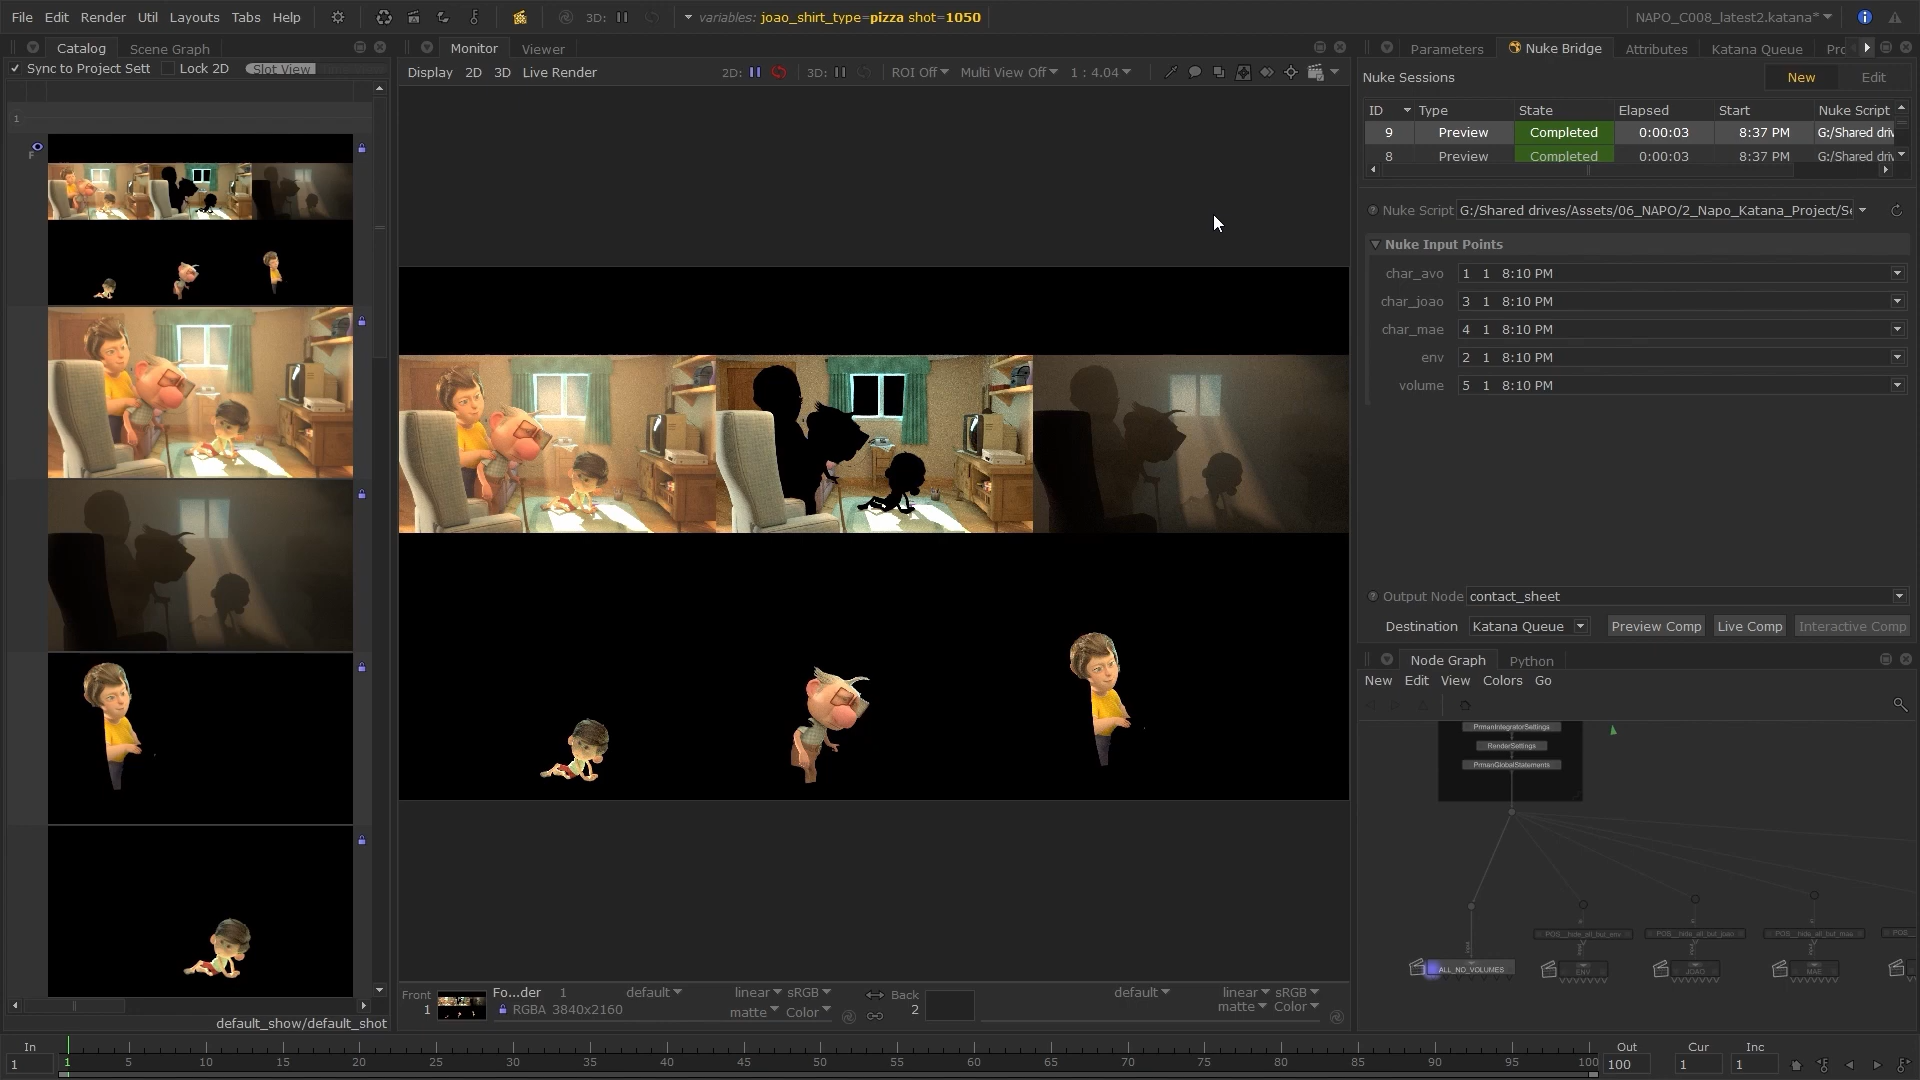 File Edit Render Util Layouts Tabs Help 3D: variables: joao_shirt_type=pizza shot=1050 NAPO_C008_latest2.katana*
Catalog Scene Graph Monitor Viewer Parameters Nuke Bridge Attributes Katana Queue Prc
Sync to Project Sett Lock 2D Slot View
Display 2D 3D Live Render 2D: 3D: ROI Off Multi View Off 1 : 4.04
Nuke Sessions New Edit
ID Type State Elapsed Start Nuke Script
9 Preview Completed 0:00:03 8:37 PM G:/Shared driv
8 Preview Completed 0:00:03 8:37 PM G:/Shared driv
1
F
Nuke Script G:/Shared drives/Assets/06_NAPO/2_Napo_Katana_Project/Se
Nuke Input Points
char_avo 1 1 8:10 PM
char_joao 3 1 8:10 PM
char_mae 4 1 8:10 PM
env 2 1 8:10 PM
volume 5 1 8:10 PM
Output Node contact_sheet
Destination Katana Queue Preview Comp Live Comp Interactive Comp
Node Graph Python
New Edit View Colors Go
PrmanIntegratorSettings
RenderSettings
PrmanGlobalStatements
POS__hide_all_but_env POS__hide_all_but_joao POS__hide_all_but_mae POS__
ALL_NO_VOLUMES ENV JOAO MAE
Front Fo...der 1 default linear sRGB Back default linear sRGB
1 RGBA 3840x2160 matte Color 2 matte Color
default_show/default_shot
In Out Cur Inc
1 1 5 10 15 20 25 30 35 40 45 50 55 60 65 70 75 80 85 90 95 100 100 1 1